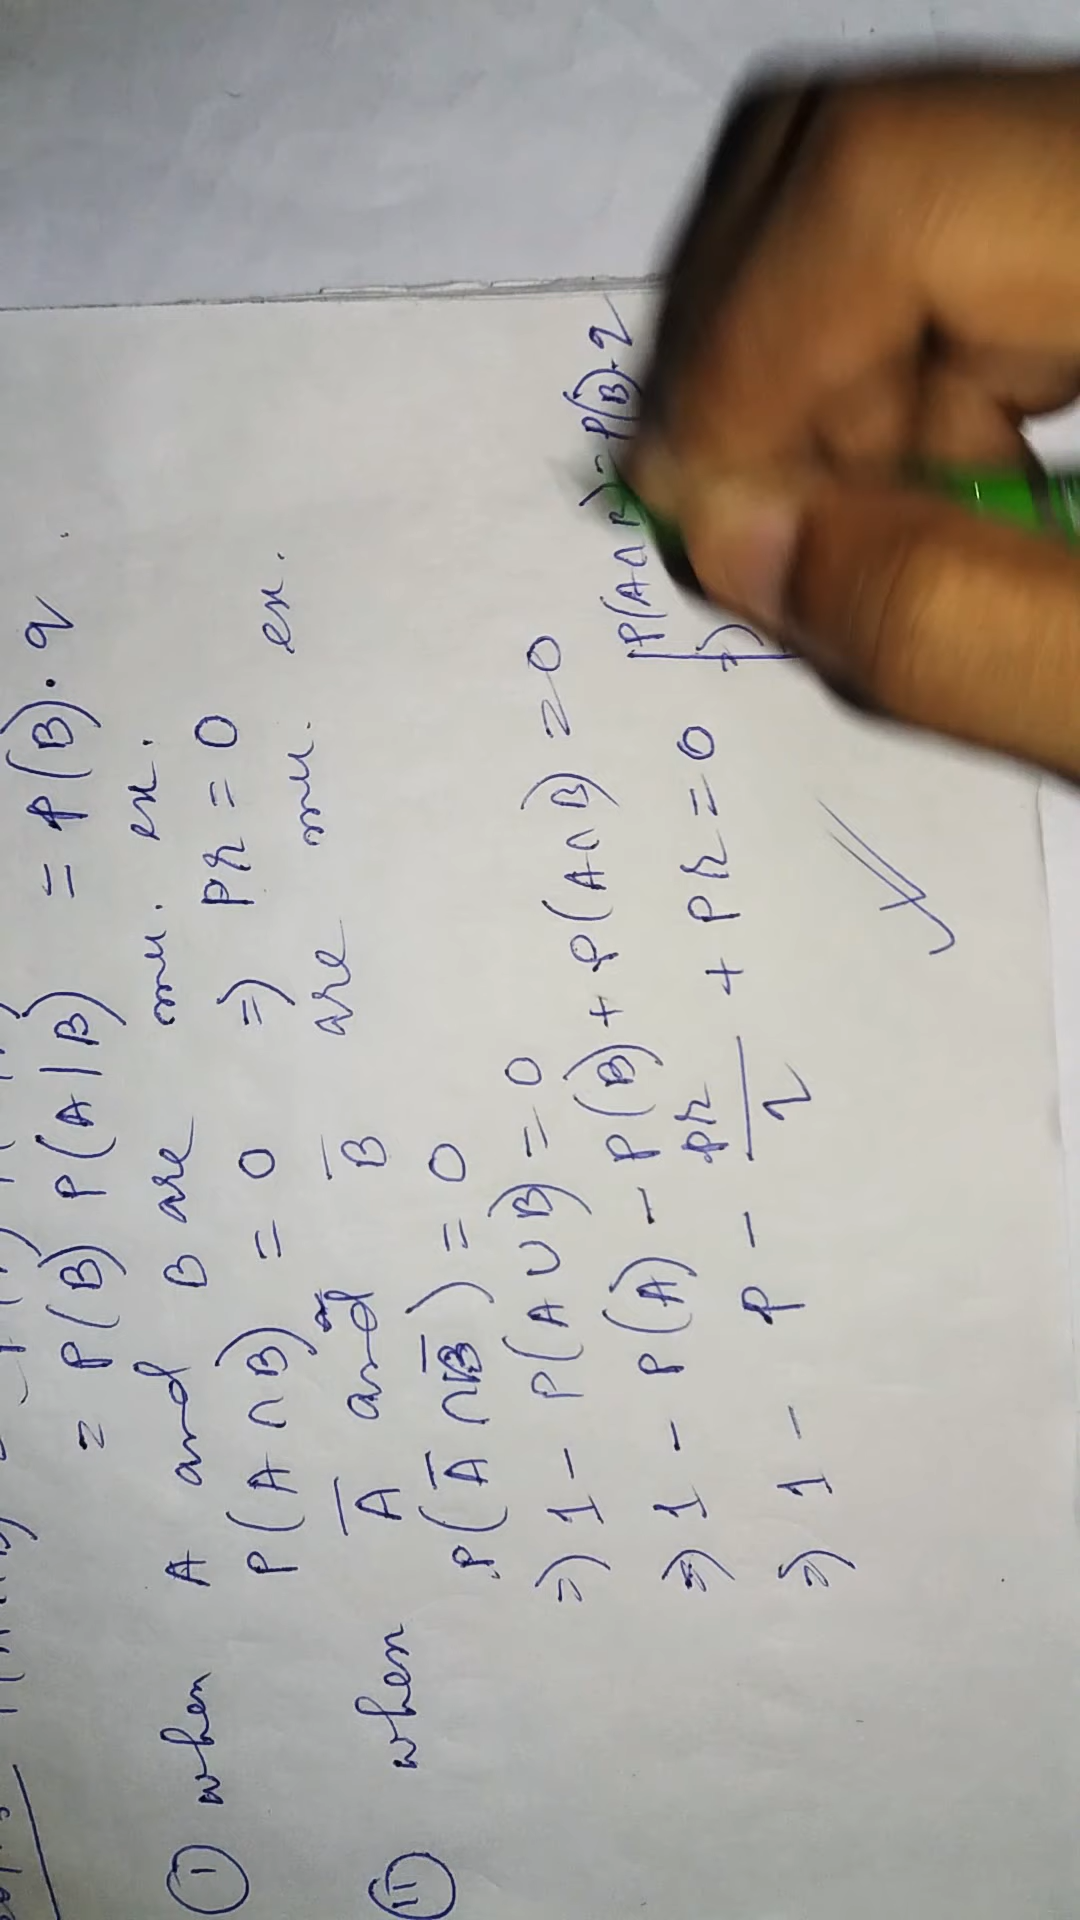 = P(B) P(A|B) = P(B).q
(i) when A and B are mu. ex.
P(A∩B) = 0 => pr = 0
(ii) when A̅ and B̅ are mu. ex.
P(A̅∩B̅) = 0
=> 1 - P(A∪B) = 0
=> 1 - P(A) - P(B) + P(A∩B) = 0
=> 1 - p - pr/q + pr = 0 [P(A∩B) = P(B).q
=>